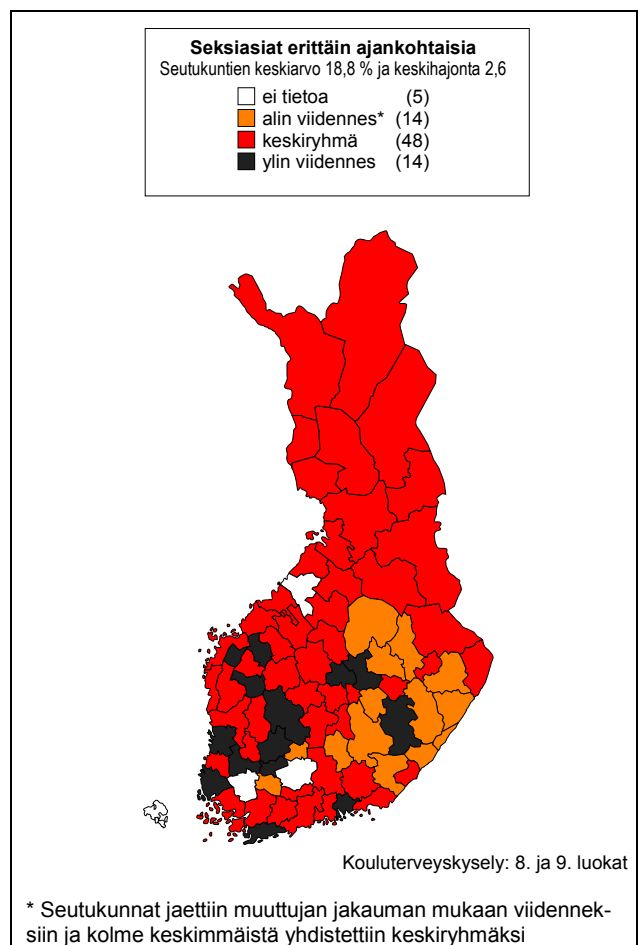 Seksiasiat erittäin ajankohtaisia
Seutukuntien keskiarvo 18,8 % ja keskihajonta 2,6
ei tietoa (5)
alin viidennes* (14)
keskiryhmä (48)
ylin viidennes (14)
Kouluterveyskysely: 8. ja 9. luokat
* Seutukunnat jaettiin muuttujan jakauman mukaan viidennek-
siin ja kolme keskimmäistä yhdistettiin keskiryhmäksi